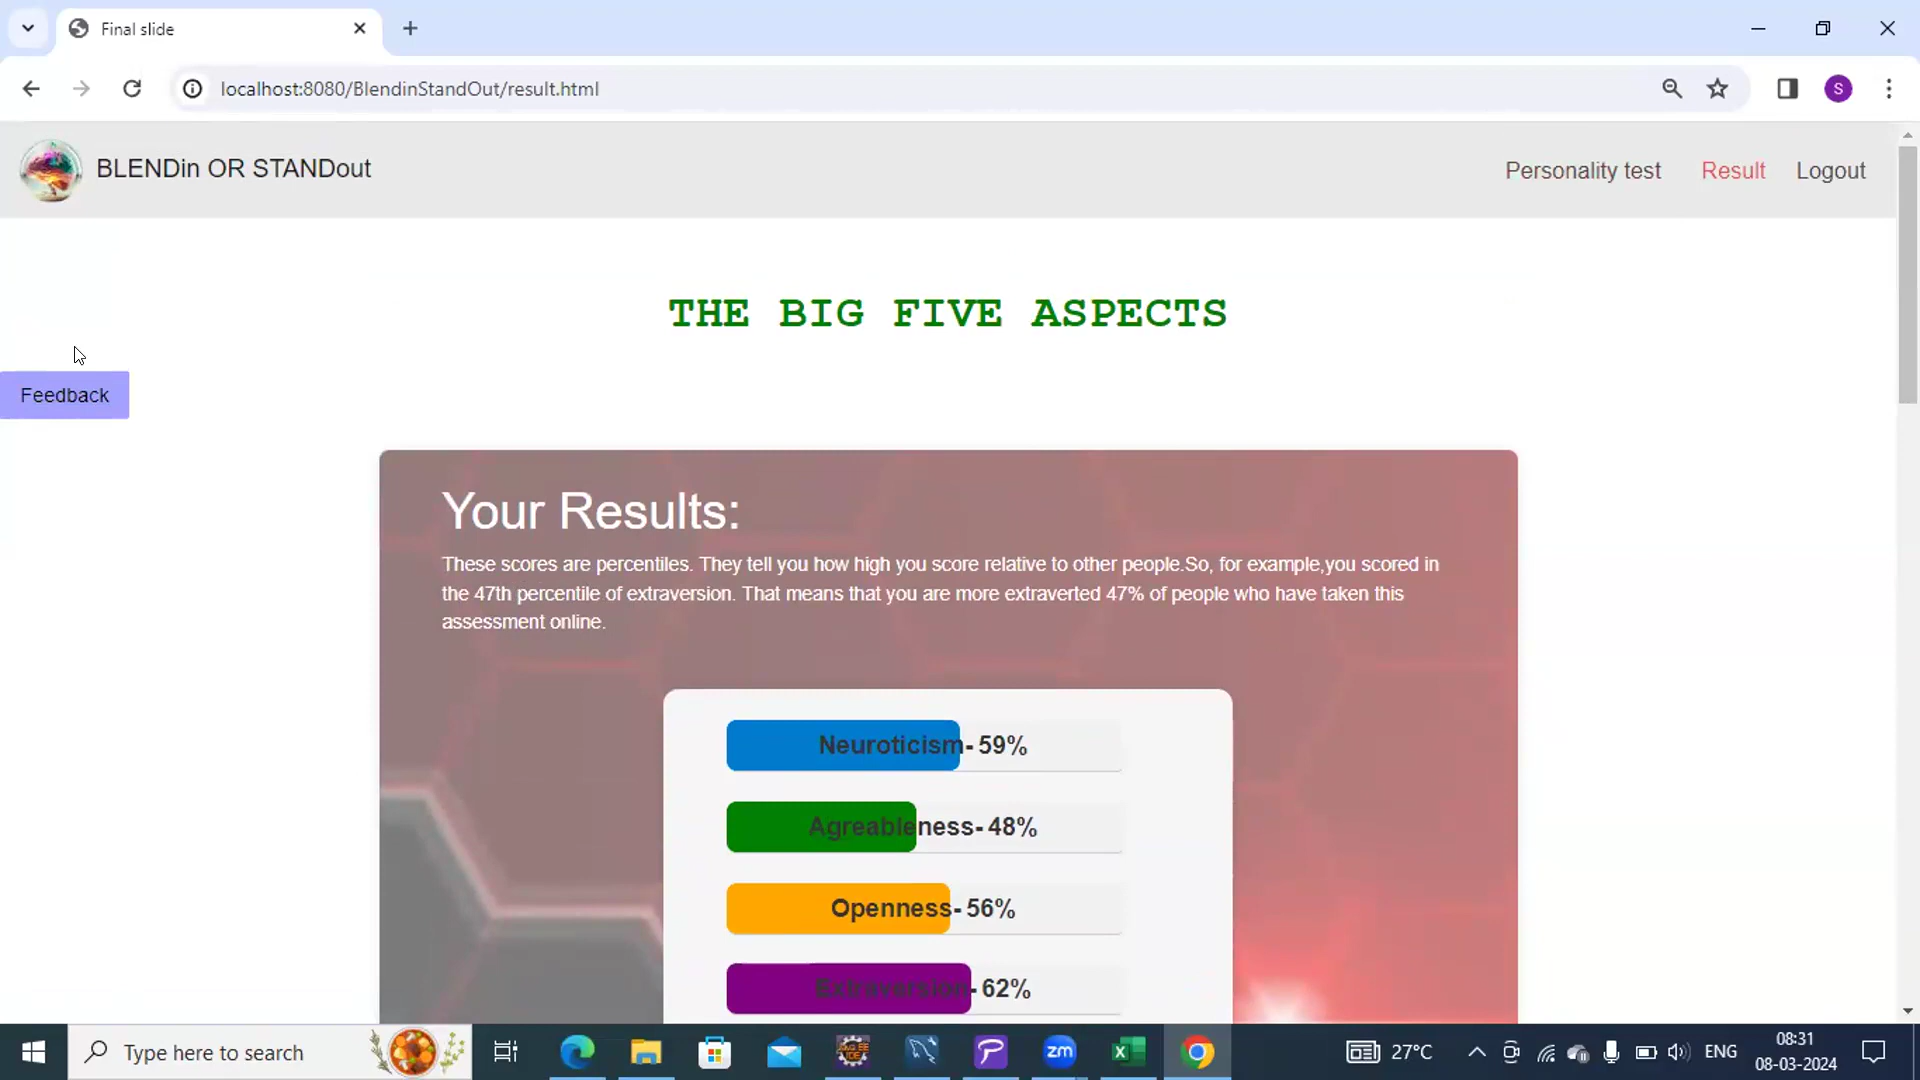 Final slide
localhost:8080/BlendinStandOut/result.html
S
BLENDin OR STANDout
Personality test
Result
Logout
THE BIG FIVE ASPECTS
Feedback
Your Results:
These scores are percentiles. They tell you how high you score relative to other people.So, for example,you scored in
the 47th percentile of extraversion. That means that you are more extraverted 47% of people who have taken this
assessment online.
Neuroticism- 59%
Agreableness- 48%
Openness- 56%
Extraversion- 62%
Type here to search
zm
27°C
ENG
08:31
08-03-2024